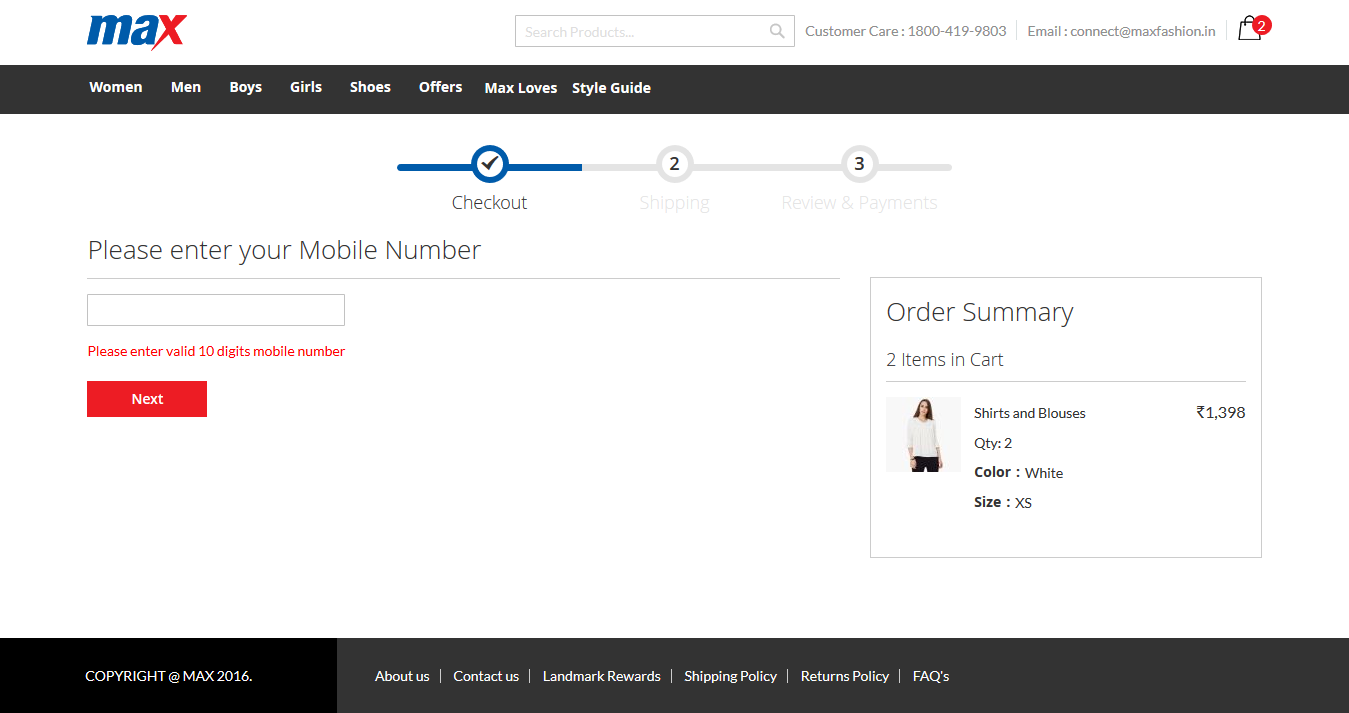 max
Search Products...
Customer Care : 1800-419-9803
Email : connect@maxfashion.in
2
Women Men Boys Girls Shoes Offers Max Loves Style Guide
2 3
Checkout Shipping Review & Payments
Please enter your Mobile Number
Please enter valid 10 digits mobile number
Next
Order Summary
2 Items in Cart
Shirts and Blouses ₹1,398
Qty: 2
Color : White
Size : XS
COPYRIGHT @ MAX 2016.
About us Contact us Landmark Rewards Shipping Policy Returns Policy FAQ's